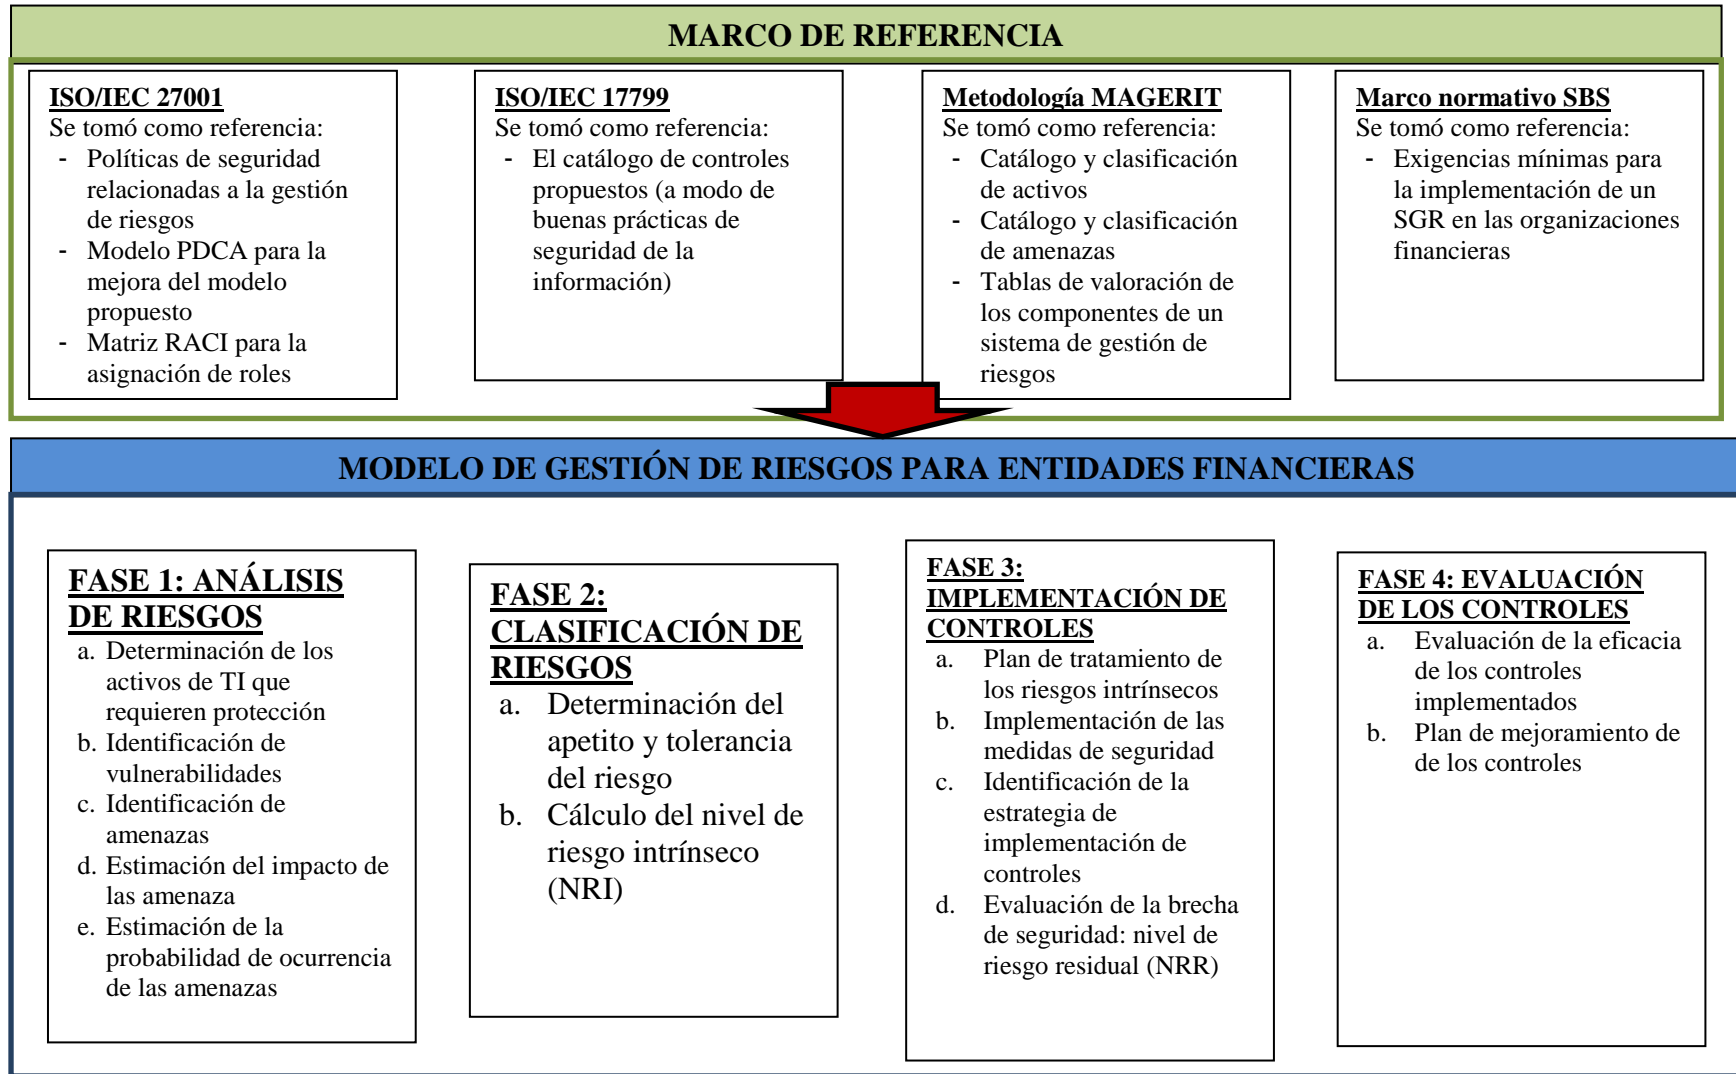 MARCO DE REFERENCIA
ISO/IEC 27001
Se tomó como referencia:
- Políticas de seguridad
relacionadas a la gestión
de riesgos
- Modelo PDCA para la
mejora del modelo
propuesto
- Matriz RACI para la
asignación de roles
ISO/IEC 17799
Se tomó como referencia:
- El catálogo de controles
propuestos (a modo de
buenas prácticas de
seguridad de la
información)
Metodología MAGERIT
Se tomó como referencia:
- Catálogo y clasificación
de activos
- Catálogo y clasificación
de amenazas
- Tablas de valoración de
los componentes de un
sistema de gestión de
riesgos
Marco normativo SBS
Se tomó como referencia:
- Exigencias mínimas para
la implementación de un
SGR en las organizaciones
financieras
MODELO DE GESTIÓN DE RIESGOS PARA ENTIDADES FINANCIERAS
FASE 1: ANÁLISIS
DE RIESGOS
a. Determinación de los
activos de TI que
requieren protección
b. Identificación de
vulnerabilidades
c. Identificación de
amenazas
d. Estimación del impacto de
las amenaza
e. Estimación de la
probabilidad de ocurrencia
de las amenazas
FASE 2:
CLASIFICACIÓN DE
RIESGOS
a. Determinación del
apetito y tolerancia
del riesgo
b. Cálculo del nivel de
riesgo intrínseco
(NRI)
FASE 3:
IMPLEMENTACIÓN DE
CONTROLES
a. Plan de tratamiento de
los riesgos intrínsecos
b. Implementación de las
medidas de seguridad
c. Identificación de la
estrategia de
implementación de
controles
d. Evaluación de la brecha
de seguridad: nivel de
riesgo residual (NRR)
FASE 4: EVALUACIÓN
DE LOS CONTROLES
a. Evaluación de la eficacia
de los controles
implementados
b. Plan de mejoramiento de
de los controles